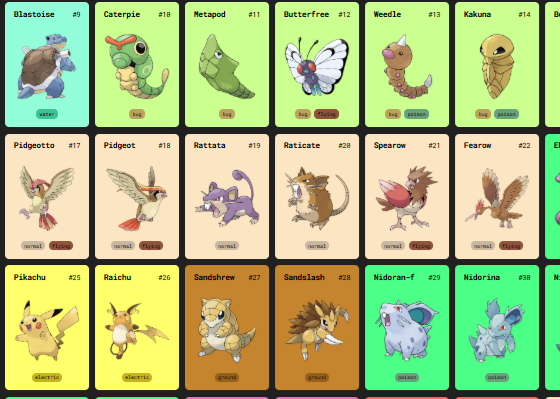 Blastoise #9
water
Caterpie #10
bug
Metapod #11
bug
Butterfree #12
bug flying
Weedle #13
bug poison
Kakuna #14
bug poison
Pidgeotto #17
normal flying
Pidgeot #18
normal flying
Rattata #19
normal
Raticate #20
normal
Spearow #21
normal flying
Fearow #22
normal flying
Pikachu #25
electric
Raichu #26
electric
Sandshrew #27
ground
Sandslash #28
ground
Nidoran-f #29
poison
Nidorina #30
poison